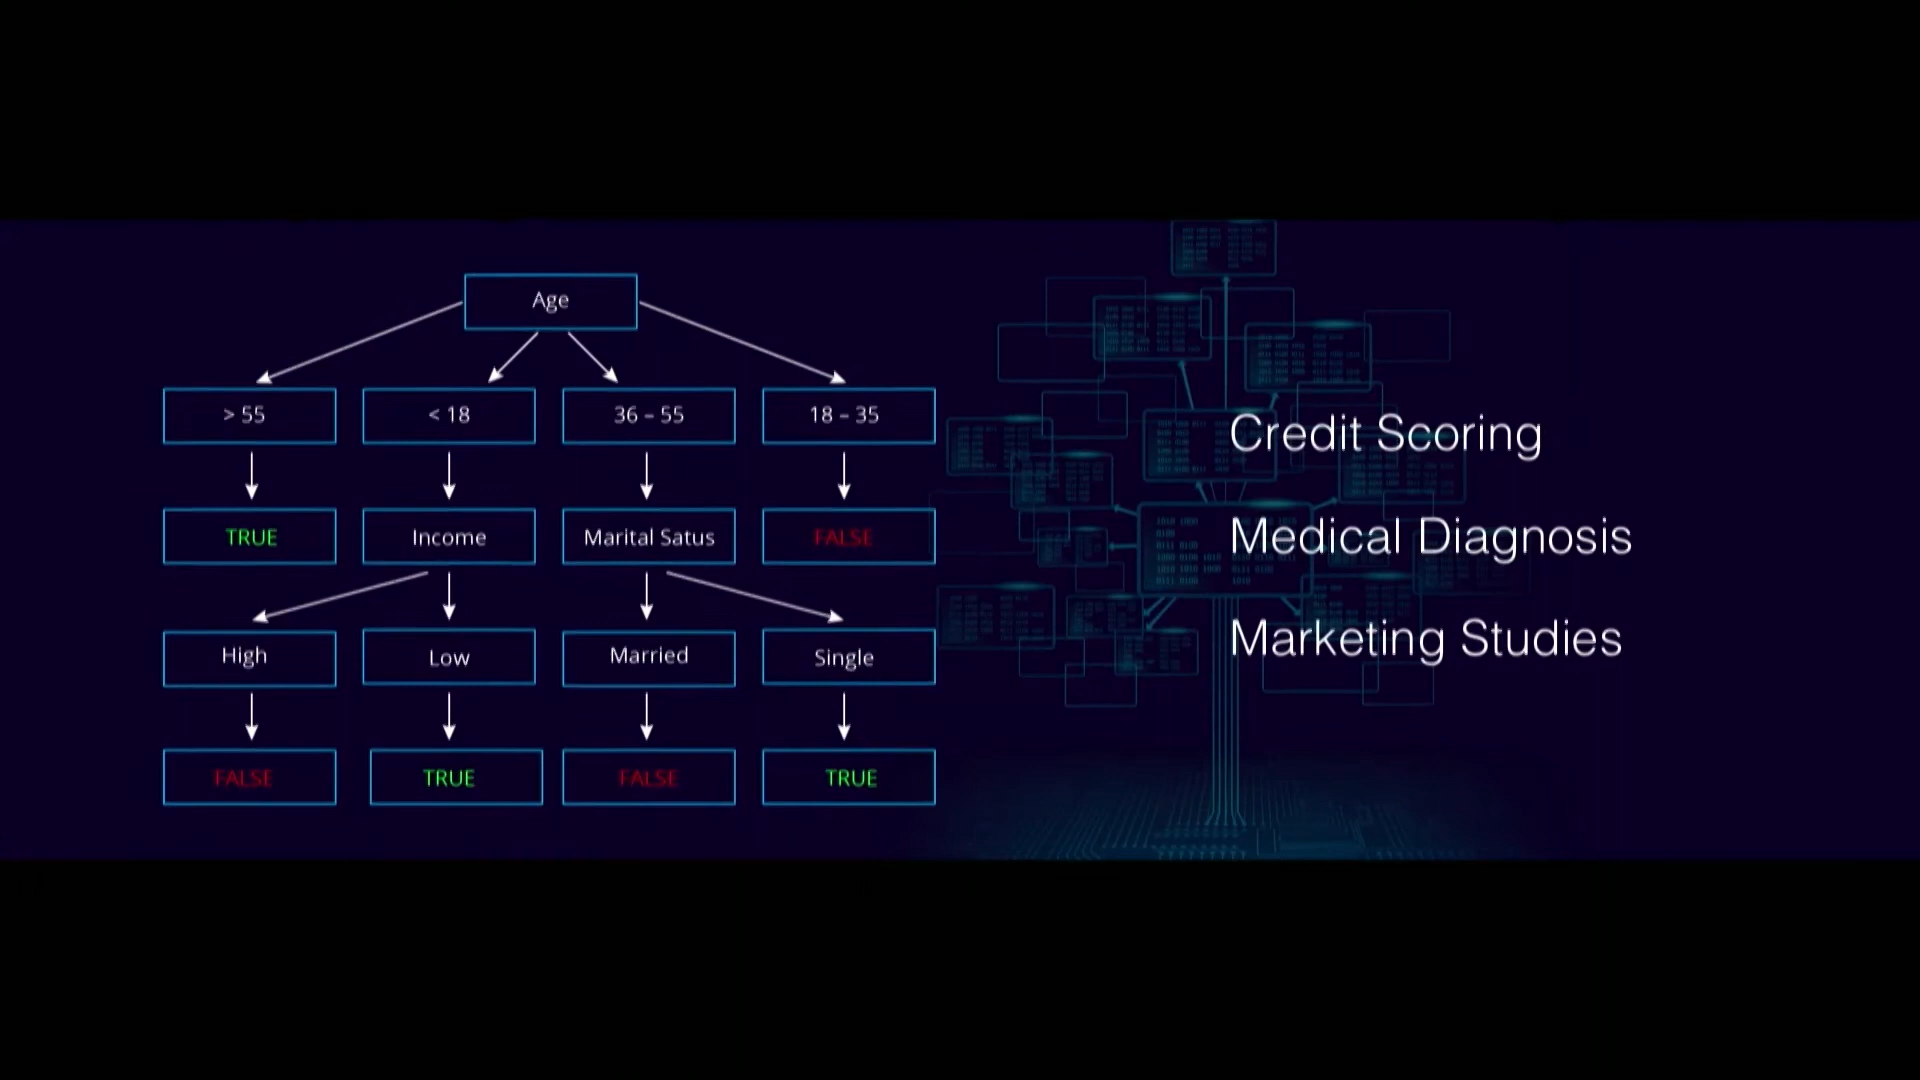 Age
> 55
< 18
36 – 55
18 – 35
TRUE
Income
Marital Satus
FALSE
High
Low
Married
Single
FALSE
TRUE
FALSE
TRUE
Credit Scoring
Medical Diagnosis
Marketing Studies